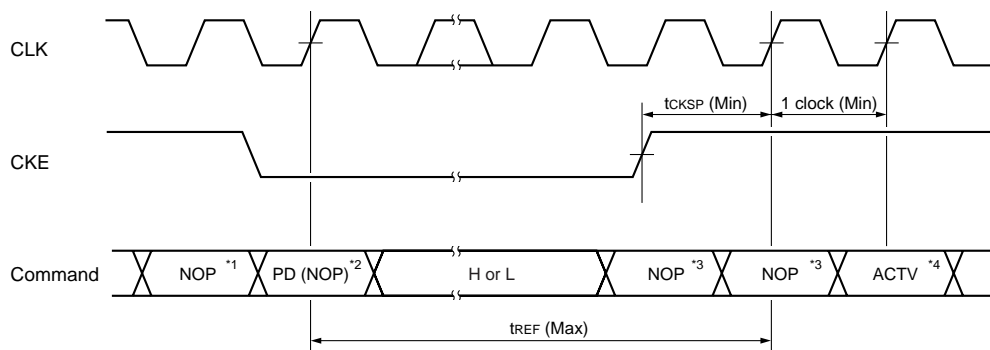 CLK
tCKSP (Min) 1 clock (Min)
CKE
Command NOP *1 PD (NOP) *2 H or L NOP *3 NOP *3 ACTV *4
tREF (Max)